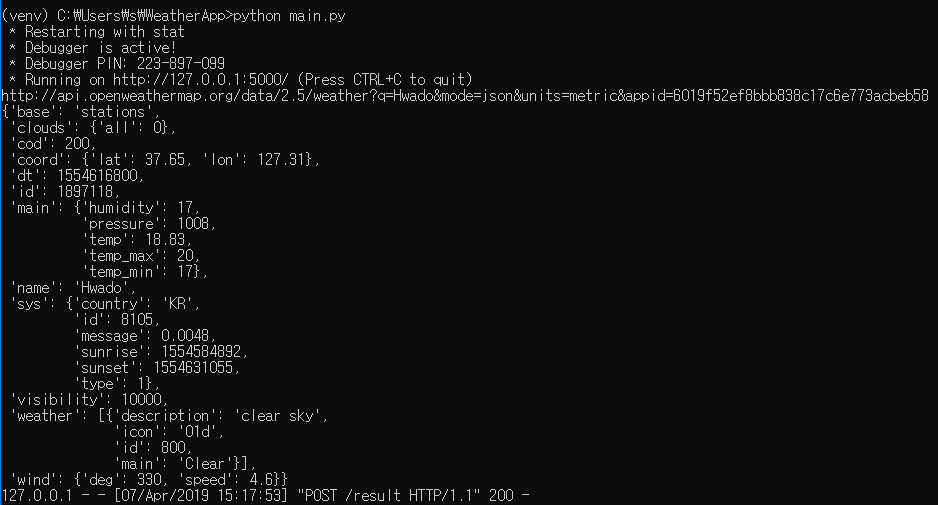 (venv) C:₩Users₩s₩WeatherApp>python main.py
 * Restarting with stat
 * Debugger is active!
 * Debugger PIN: 223-897-099
 * Running on http://127.0.0.1:5000/ (Press CTRL+C to quit)
http://api.openweathermap.org/data/2.5/weather?q=Hwado&mode=json&units=metric&appid=6019f52ef8bbb838c17c6e773acbeb58
{'base': 'stations',
 'clouds': {'all': 0},
 'cod': 200,
 'coord': {'lat': 37.65, 'lon': 127.31},
 'dt': 1554616800,
 'id': 1897118,
 'main': {'humidity': 17,
          'pressure': 1008,
          'temp': 18.83,
          'temp_max': 20,
          'temp_min': 17},
 'name': 'Hwado',
 'sys': {'country': 'KR',
         'id': 8105,
         'message': 0.0048,
         'sunrise': 1554584892,
         'sunset': 1554631055,
         'type': 1},
 'visibility': 10000,
 'weather': [{'description': 'clear sky',
              'icon': '01d',
              'id': 800,
              'main': 'Clear'}],
 'wind': {'deg': 330, 'speed': 4.6}}
127.0.0.1 - - [07/Apr/2019 15:17:53] "POST /result HTTP/1.1" 200 -